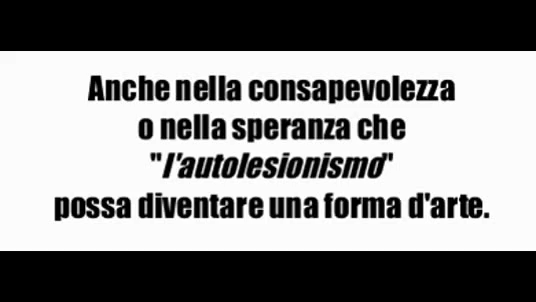 Anche nella consapevolezza
o nella speranza che
"l'autolesionismo"
possa diventare una forma d'arte.